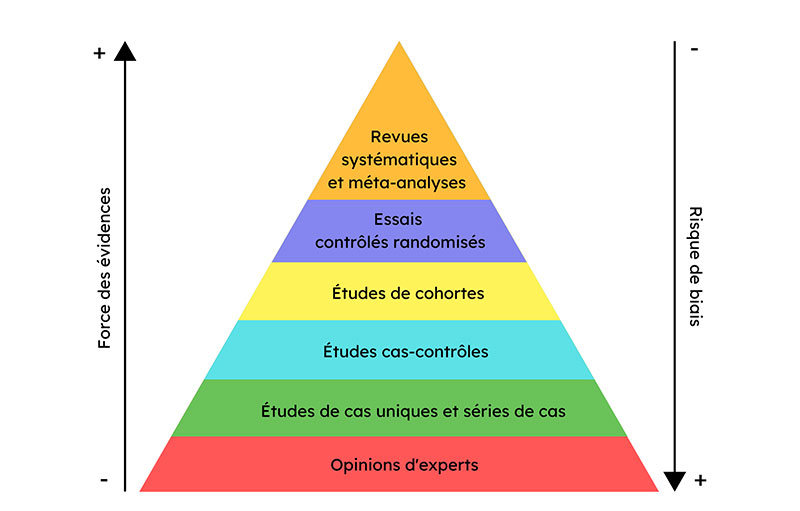 +
-
Revues
systématiques
et méta-analyses
Essais
contrôlés randomisés
Études de cohortes
Études cas-contrôles
Études de cas uniques et séries de cas
Opinions d'experts
Force des évidences
Risque de biais
-
+